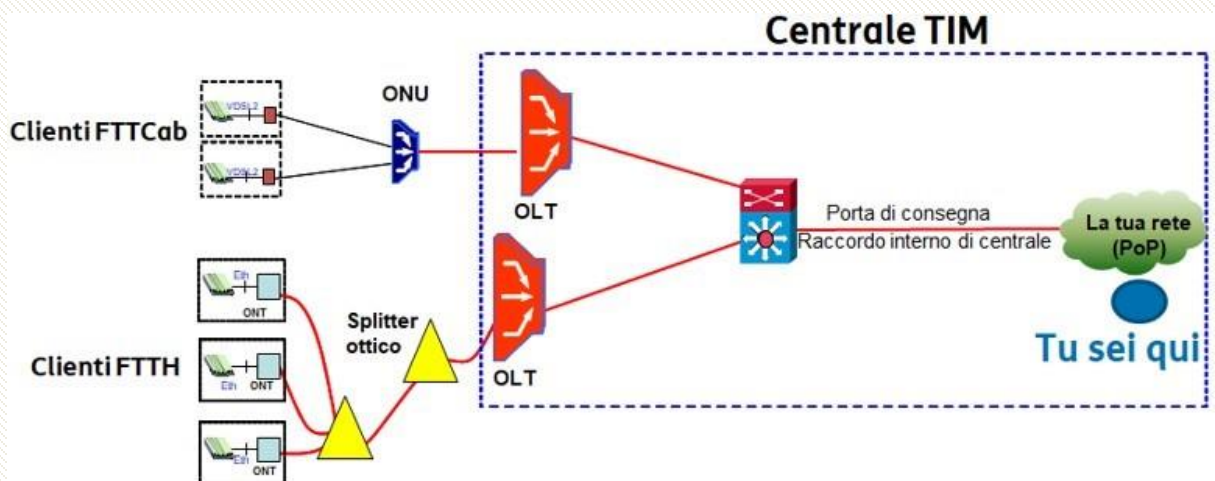 Centrale TIM
Clienti FTTCab
VDSL2
VDSL2
ONU
OLT
Porta di consegna
Raccordo interno di centrale
La tua rete
(PoP)
Tu sei qui
Clienti FTTH
Eth
ONT
Eth
ONT
Eth
ONT
Splitter
ottico
OLT